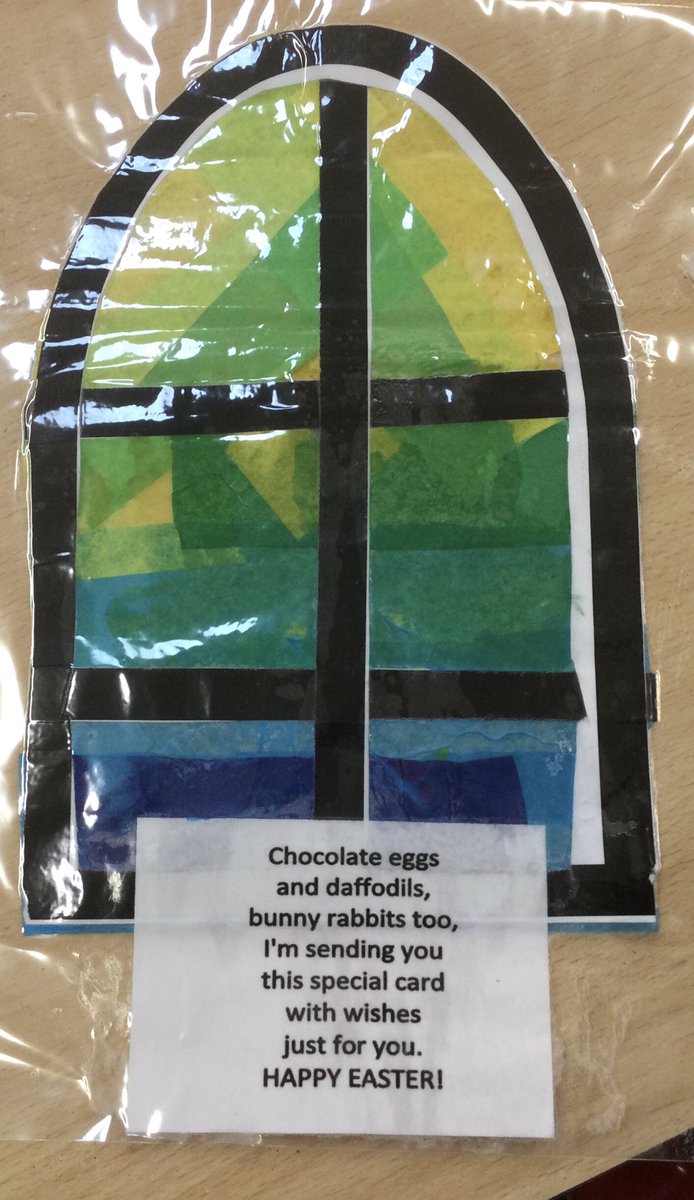 Chocolate eggs
and daffodils,
bunny rabbits too,
I'm sending you
this special card
with wishes
just for you.
HAPPY EASTER!